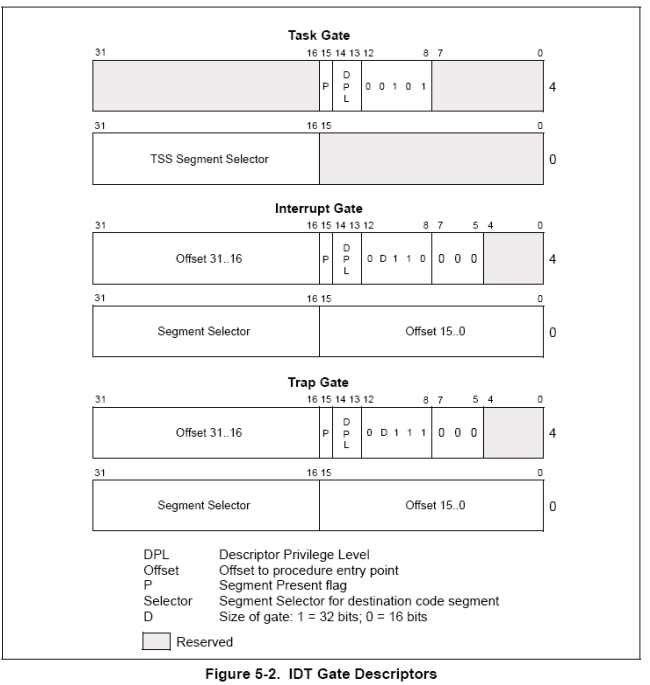 Task Gate
31 16 15 14 13 12 8 7 0
P D P L 0 0 1 0 1 4
31 16 15 0
TSS Segment Selector 0
Interrupt Gate
31 16 15 14 13 12 8 7 5 4 0
Offset 31..16 P D P L 0 D 1 1 0 0 0 0 4
31 16 15 0
Segment Selector Offset 15..0 0
Trap Gate
31 16 15 14 13 12 8 7 5 4 0
Offset 31..16 P D P L 0 D 1 1 1 0 0 0 4
31 16 15 0
Segment Selector Offset 15..0 0
DPL Descriptor Privilege Level
Offset Offset to procedure entry point
P Segment Present flag
Selector Segment Selector for destination code segment
D Size of gate: 1 = 32 bits; 0 = 16 bits
Reserved
Figure 5-2. IDT Gate Descriptors